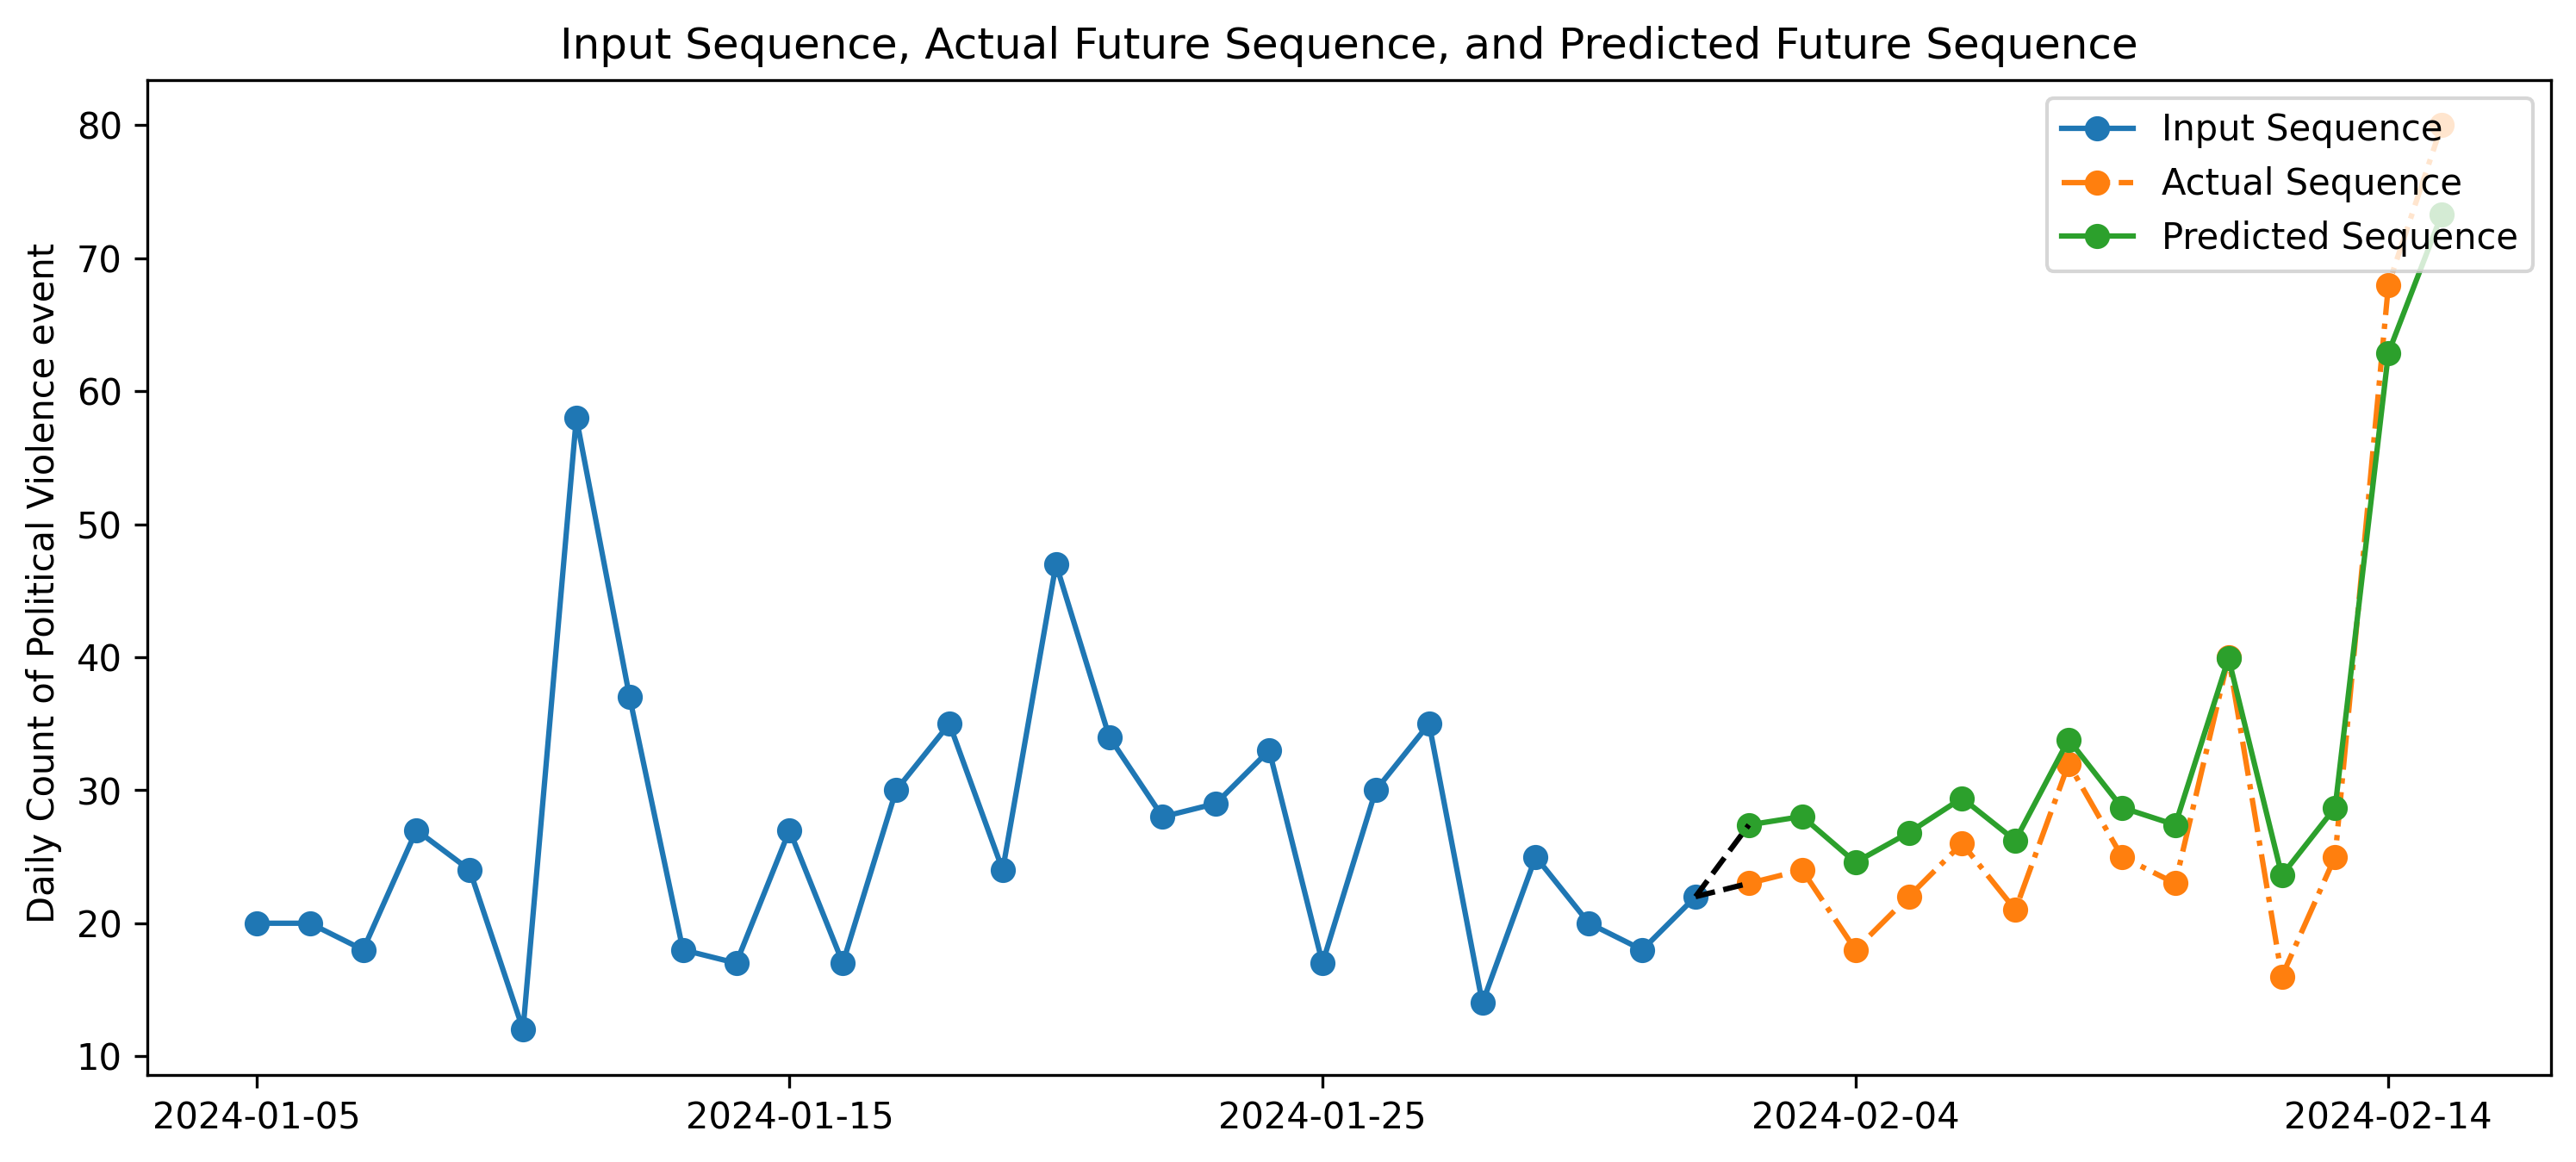 Input Sequence, Actual Future Sequence, and Predicted Future Sequence
Daily Count of Political Violence event
80
70
60
50
40
30
20
10
Input Sequence
Actual Sequence
Predicted Sequence
2024-01-05
2024-01-15
2024-01-25
2024-02-04
2024-02-14